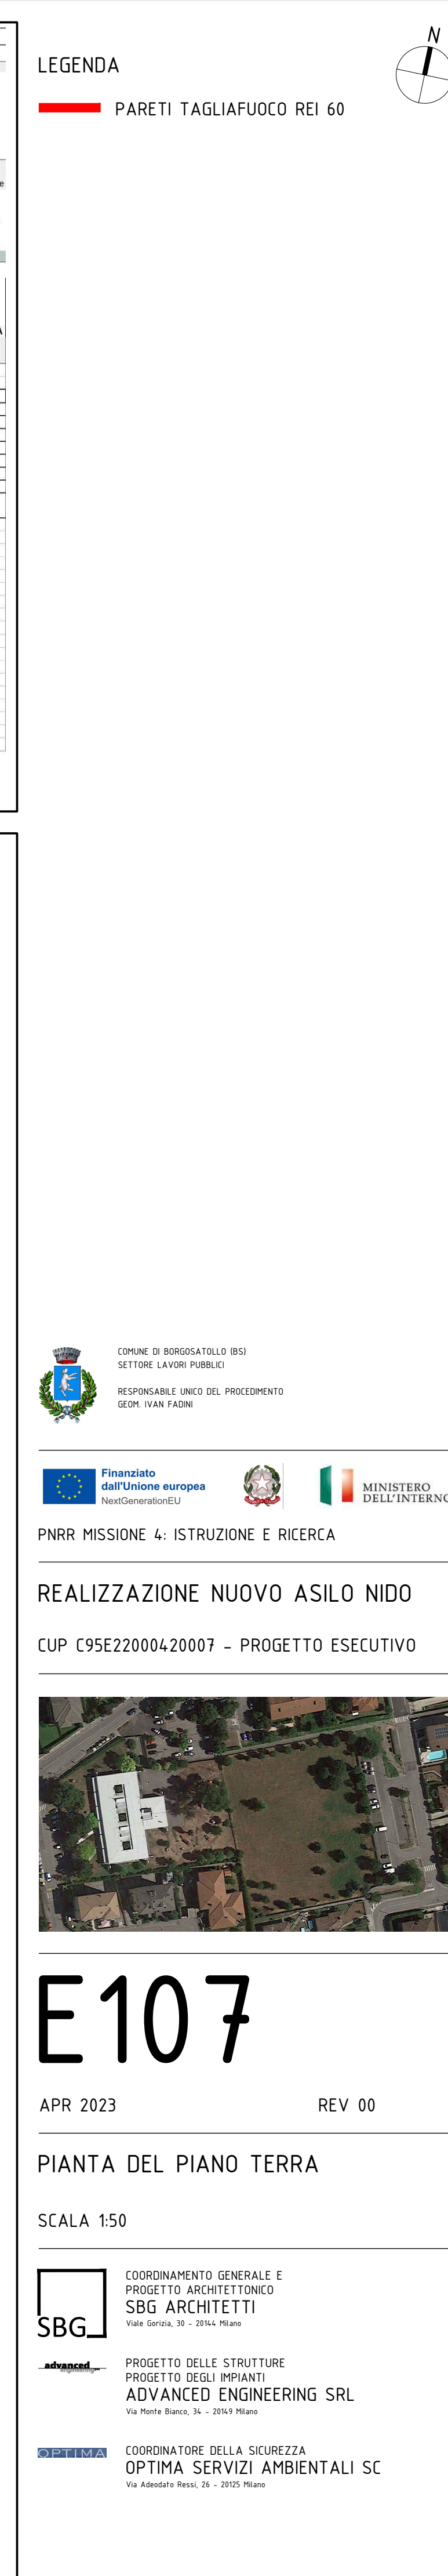 N
LEGENDA
PARETI TAGLIAFUOCO REI 60
COMUNE DI BORGOSATOLLO (BS)
SETTORE LAVORI PUBBLICI
RESPONSABILE UNICO DEL PROCEDIMENTO
GEOM. IVAN FADINI
Finanziato
dall'Unione europea
NextGenerationEU
MINISTERO
DELL'INTERNO
PNRR MISSIONE 4: ISTRUZIONE E RICERCA
REALIZZAZIONE NUOVO ASILO NIDO
CUP C95E22000420007 - PROGETTO ESECUTIVO
E107
APR 2023 REV 00
PIANTA DEL PIANO TERRA
SCALA 1:50
SBG
COORDINAMENTO GENERALE E
PROGETTO ARCHITETTONICO
SBG ARCHITETTI
Viale Gorizia, 30 - 20144 Milano
advanced
engineering
PROGETTO DELLE STRUTTURE
PROGETTO DEGLI IMPIANTI
ADVANCED ENGINEERING SRL
Via Monte Bianco, 34 - 20149 Milano
OPTIMA
COORDINATORE DELLA SICUREZZA
OPTIMA SERVIZI AMBIENTALI SC
Via Adeodato Ressi, 26 - 20125 Milano